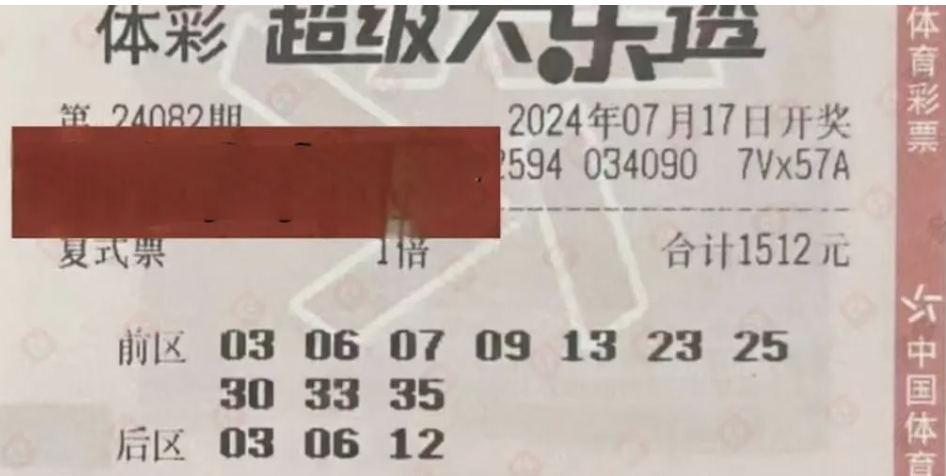 体彩 超级大乐透
第 24082期 2024年07月17日开奖
2594 034090 7Vx57A
复式票 1倍 合计1512元
前区 03 06 07 09 13 23 25
30 33 35
后区 03 06 12
体育彩票
中国体育